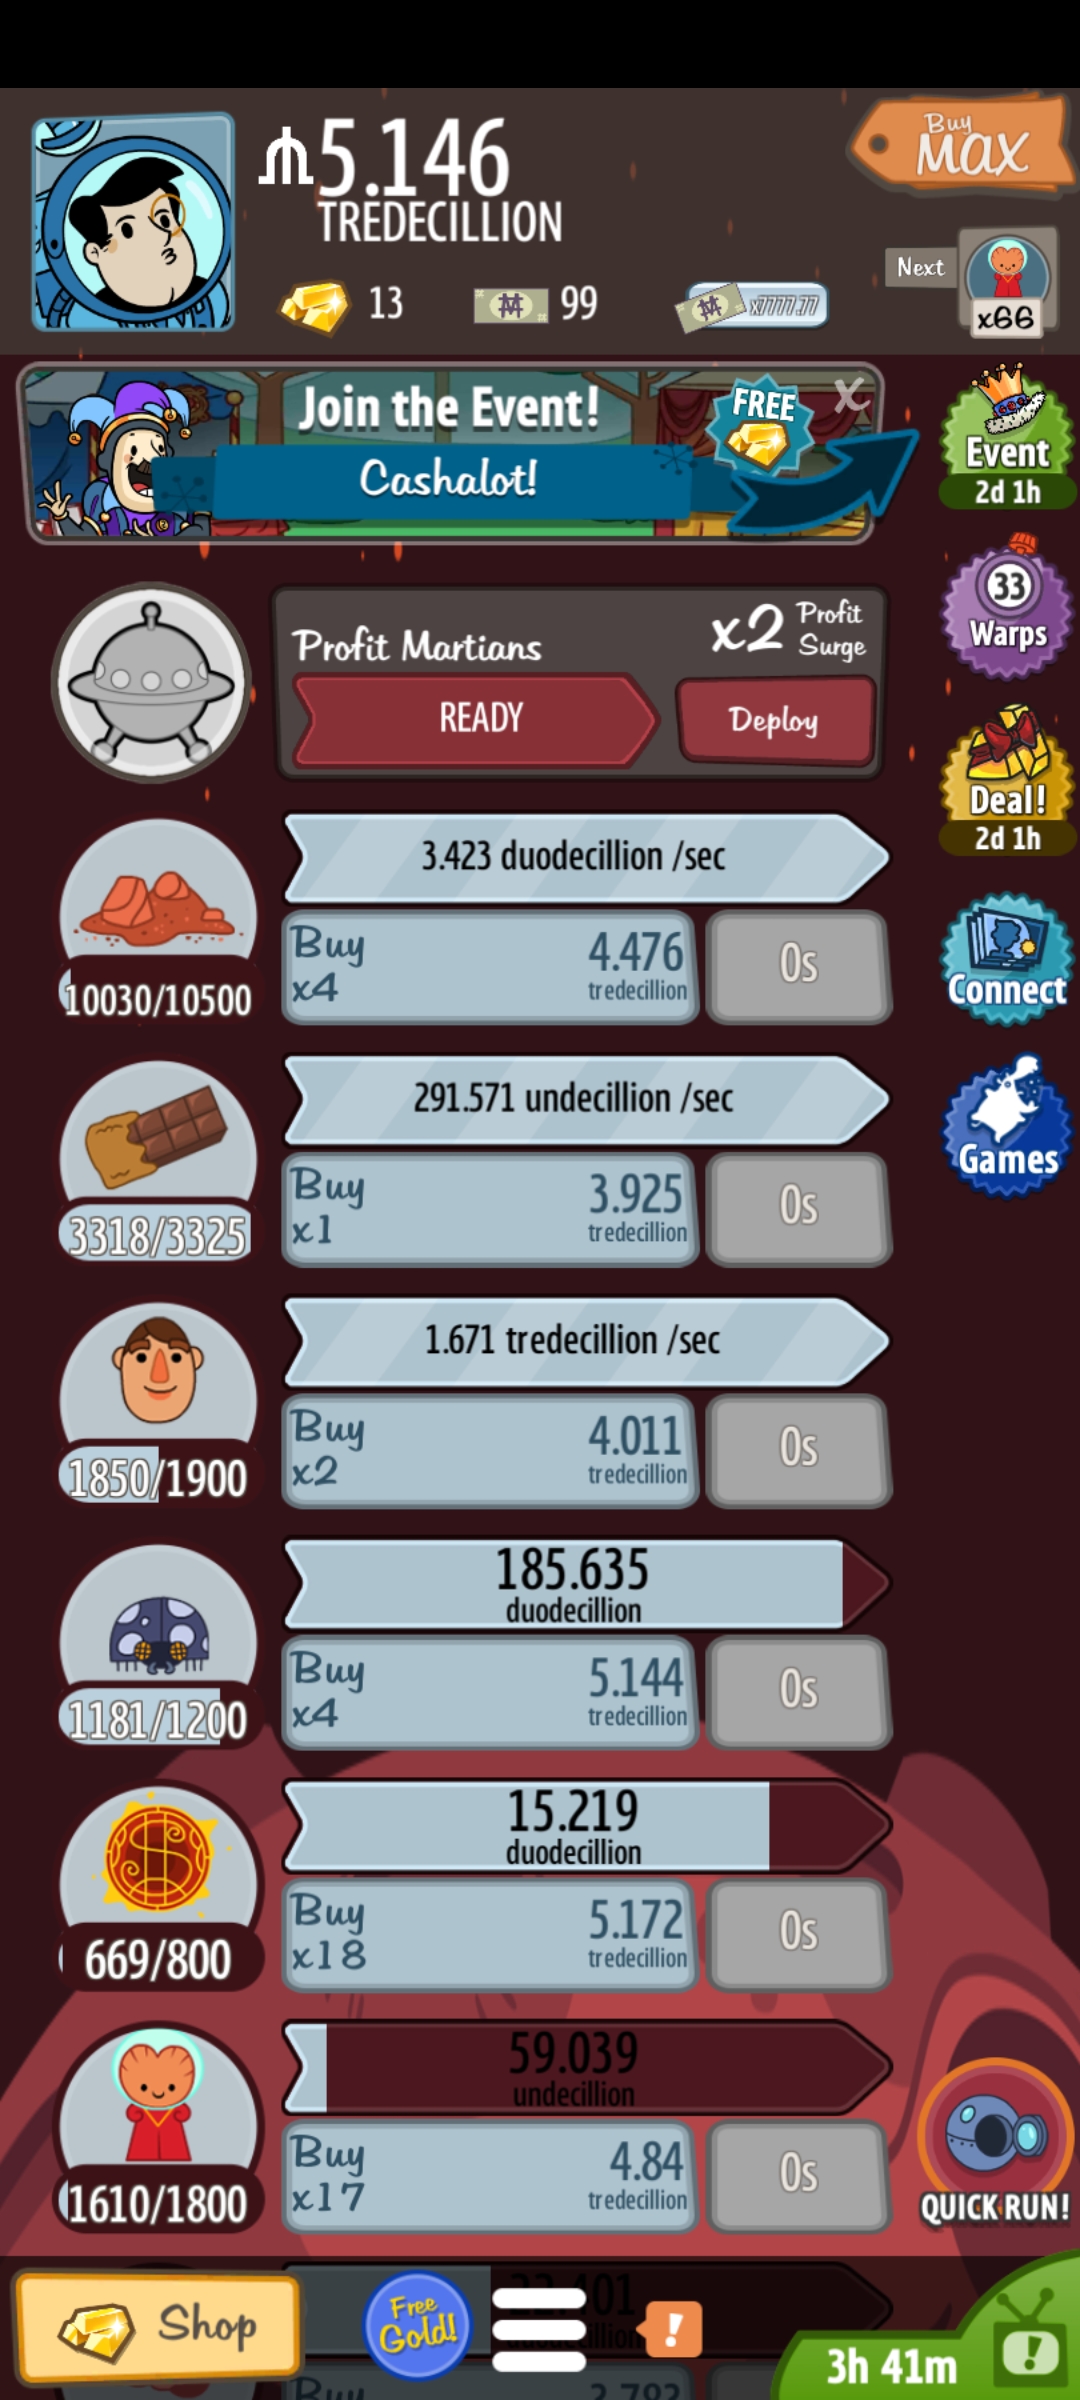 5.146
TREDECILLION
Buy
MAX
13
99
x7777.77
Next
x66
Join the Event!
FREE
X
Cashalot!
Event
2d 1h
33
Warps
Profit Martians
x2 Profit
Surge
READY
Deploy
Deal!
2d 1h
3.423 duodecillion /sec
10030/10500
Buy
x4
4.476
tredecillion
0s
Connect
291.571 undecillion /sec
3318/3325
Buy
x1
3.925
tredecillion
0s
Games
1.671 tredecillion /sec
1850/1900
Buy
x2
4.011
tredecillion
0s
185.635
duodecillion
1181/1200
Buy
x4
5.144
tredecillion
0s
15.219
duodecillion
669/800
Buy
x18
5.172
tredecillion
0s
59.039
undecillion
1610/1800
Buy
x17
4.84
tredecillion
0s
QUICK RUN!
Shop
Free
Gold!
!
3h 41m
!
Buy